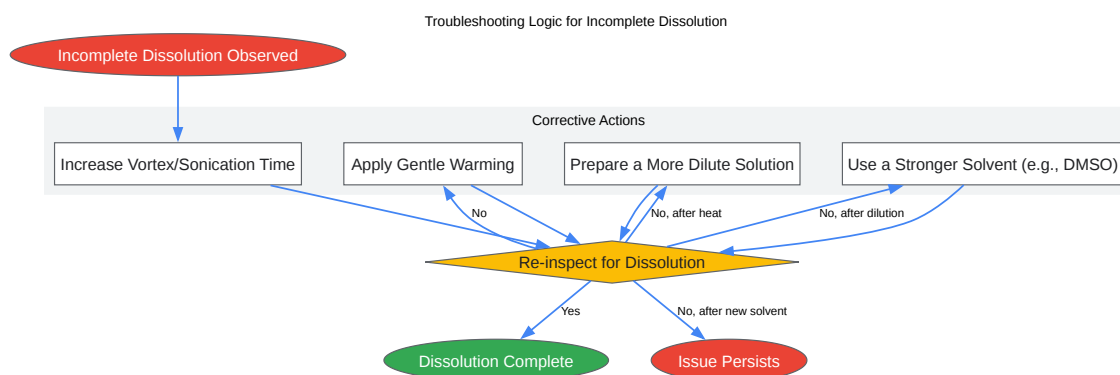 Troubleshooting Logic for Incomplete Dissolution
Incomplete Dissolution Observed
Corrective Actions
Increase Vortex/Sonication Time
Apply Gentle Warming
Prepare a More Dilute Solution
Use a Stronger Solvent (e.g., DMSO)
No
No, after heat
No, after dilution
Re-inspect for Dissolution
Yes
No, after new solvent
Dissolution Complete
Issue Persists